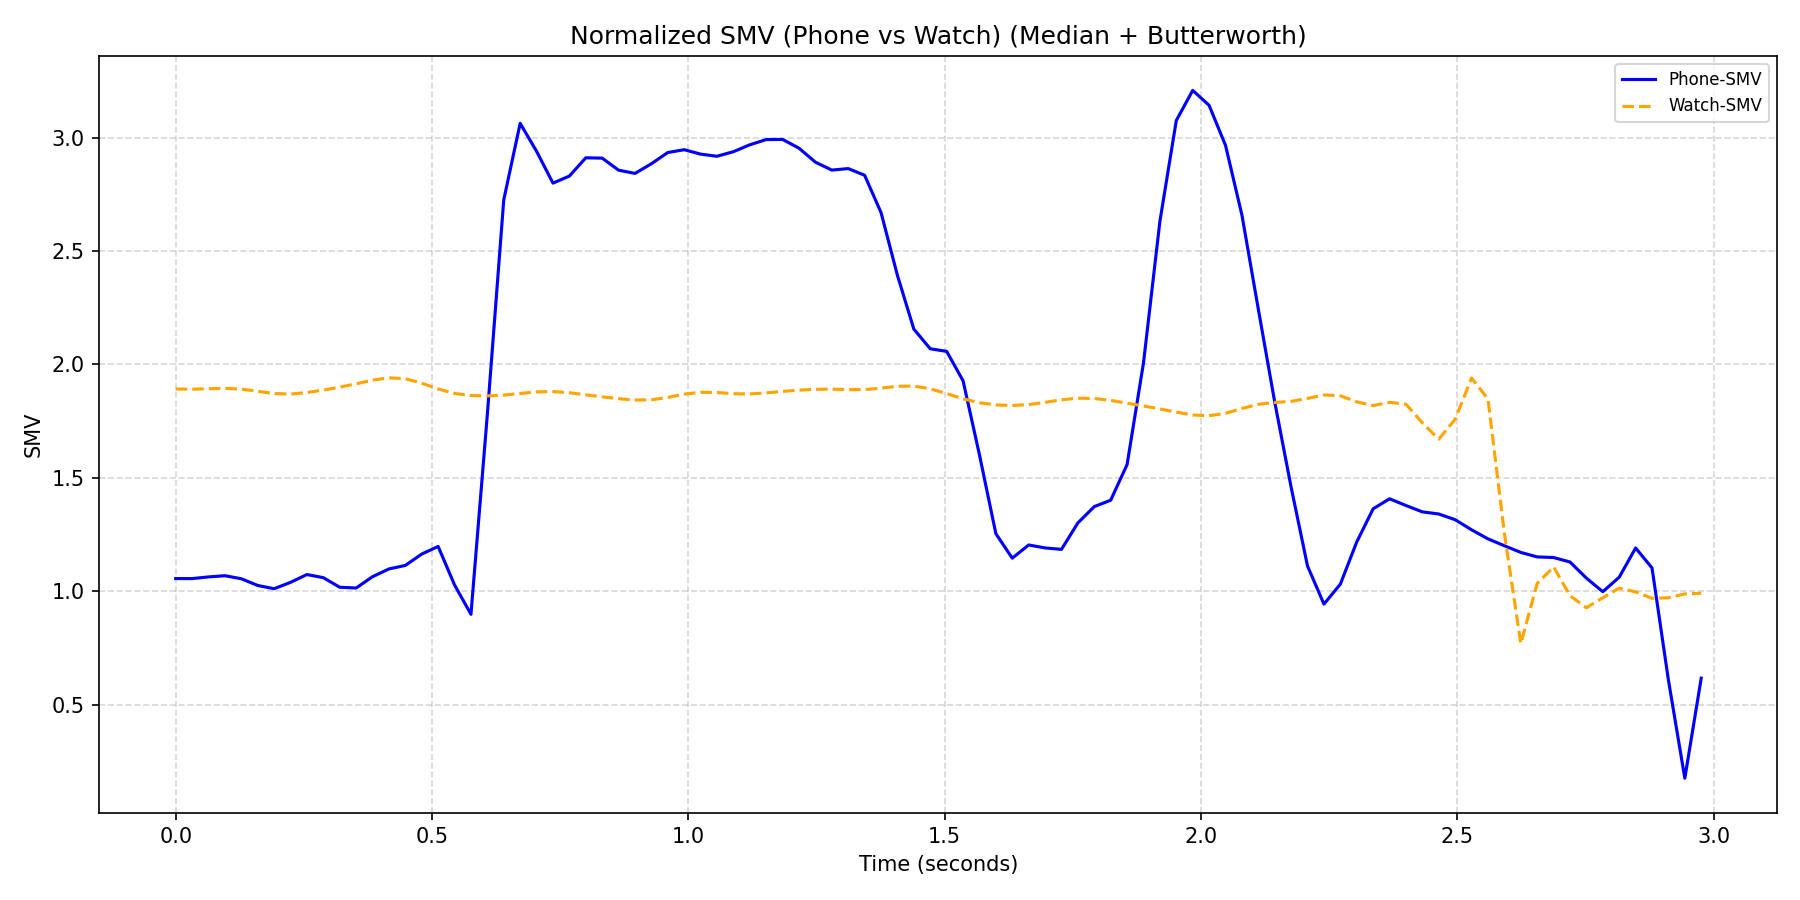 Normalized SMV (Phone vs Watch) (Median + Butterworth)
Phone-SMV
Watch-SMV
3.0
2.5
2.0
1.5
1.0
0.5
SMV
0.0 0.5 1.0 1.5 2.0 2.5 3.0
Time (seconds)